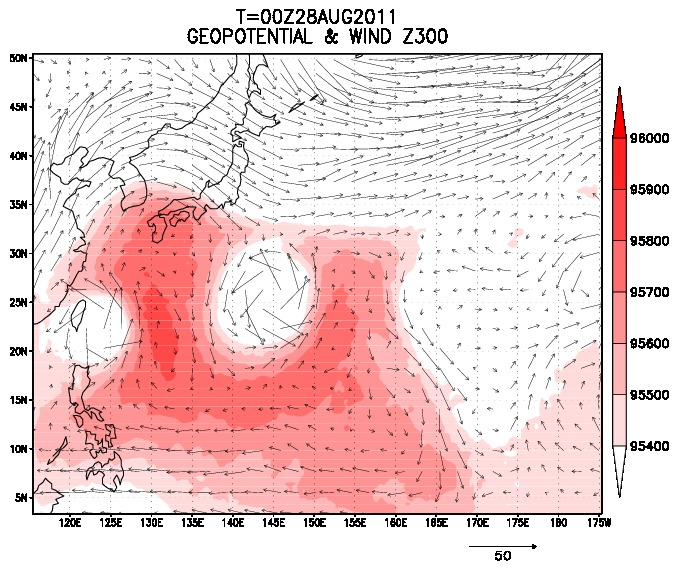 T=00Z28AUG2011
GEOPOTENTIAL & WIND Z300
50N
45N
40N
35N
30N
25N
20N
15N
10N
5N
120E 125E 130E 135E 140E 145E 150E 155E 160E 165E 170E 175E 180 175W
96000
95900
95800
95700
95600
95500
95400
50